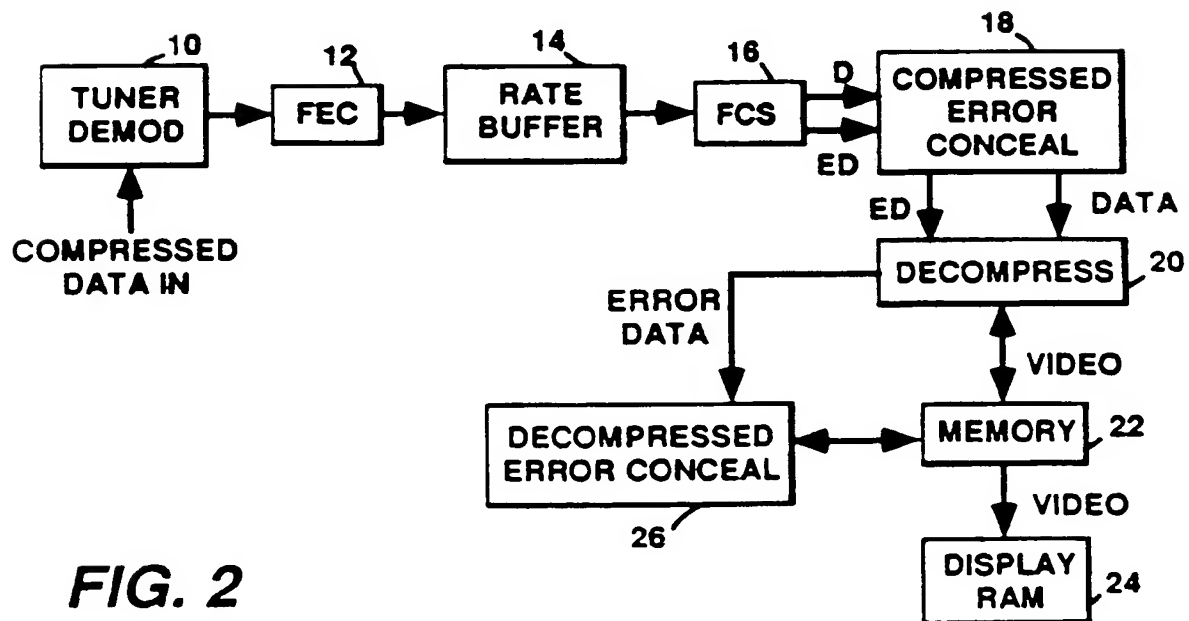 10
TUNER
DEMOD
COMPRESSED
DATA IN
12
FEC
14
RATE
BUFFER
16
FCS
D
ED
18
COMPRESSED
ERROR
CONCEAL
ED
DATA
DECOMPRESS
20
ERROR
DATA
VIDEO
DECOMPRESSED
ERROR CONCEAL
26
MEMORY
22
VIDEO
DISPLAY
RAM
24
FIG. 2